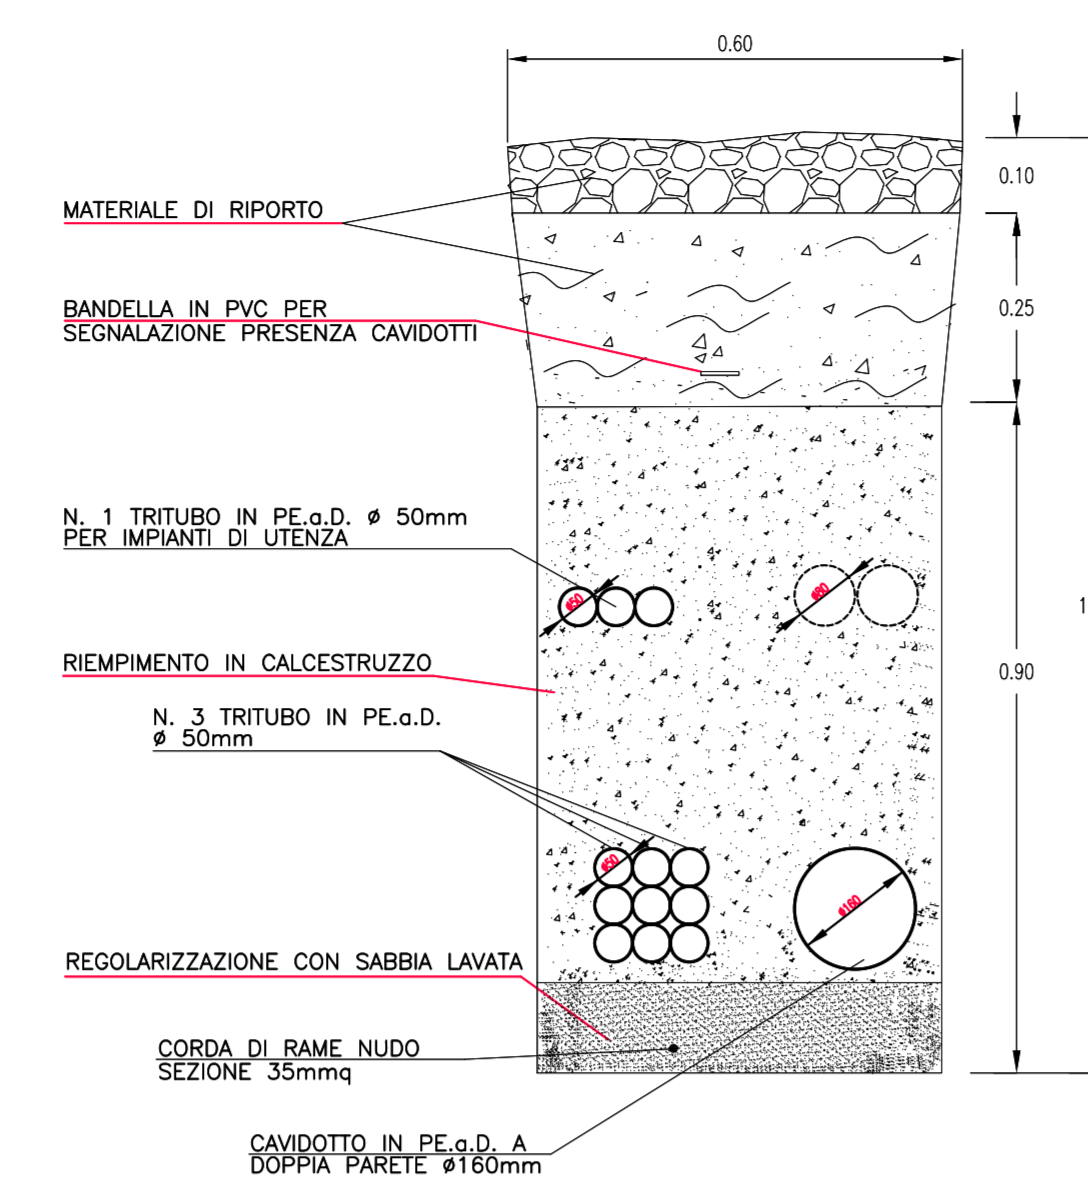 0.60
0.10
MATERIALE DI RIPORTO
0.25
BANDELLA IN PVC PER
SEGNALAZIONE PRESENZA CAVIDOTTI
N. 1 TRITUBO IN PE.a.D. ø 50mm
PER IMPIANTI DI UTENZA
ø50
ø80
1
RIEMPIMENTO IN CALCESTRUZZO
0.90
N. 3 TRITUBO IN PE.a.D.
ø 50mm
ø50
ø160
REGOLARIZZAZIONE CON SABBIA LAVATA
CORDA DI RAME NUDO
SEZIONE 35mmq
CAVIDOTTO IN PE.a.D. A
DOPPIA PARETE ø160mm